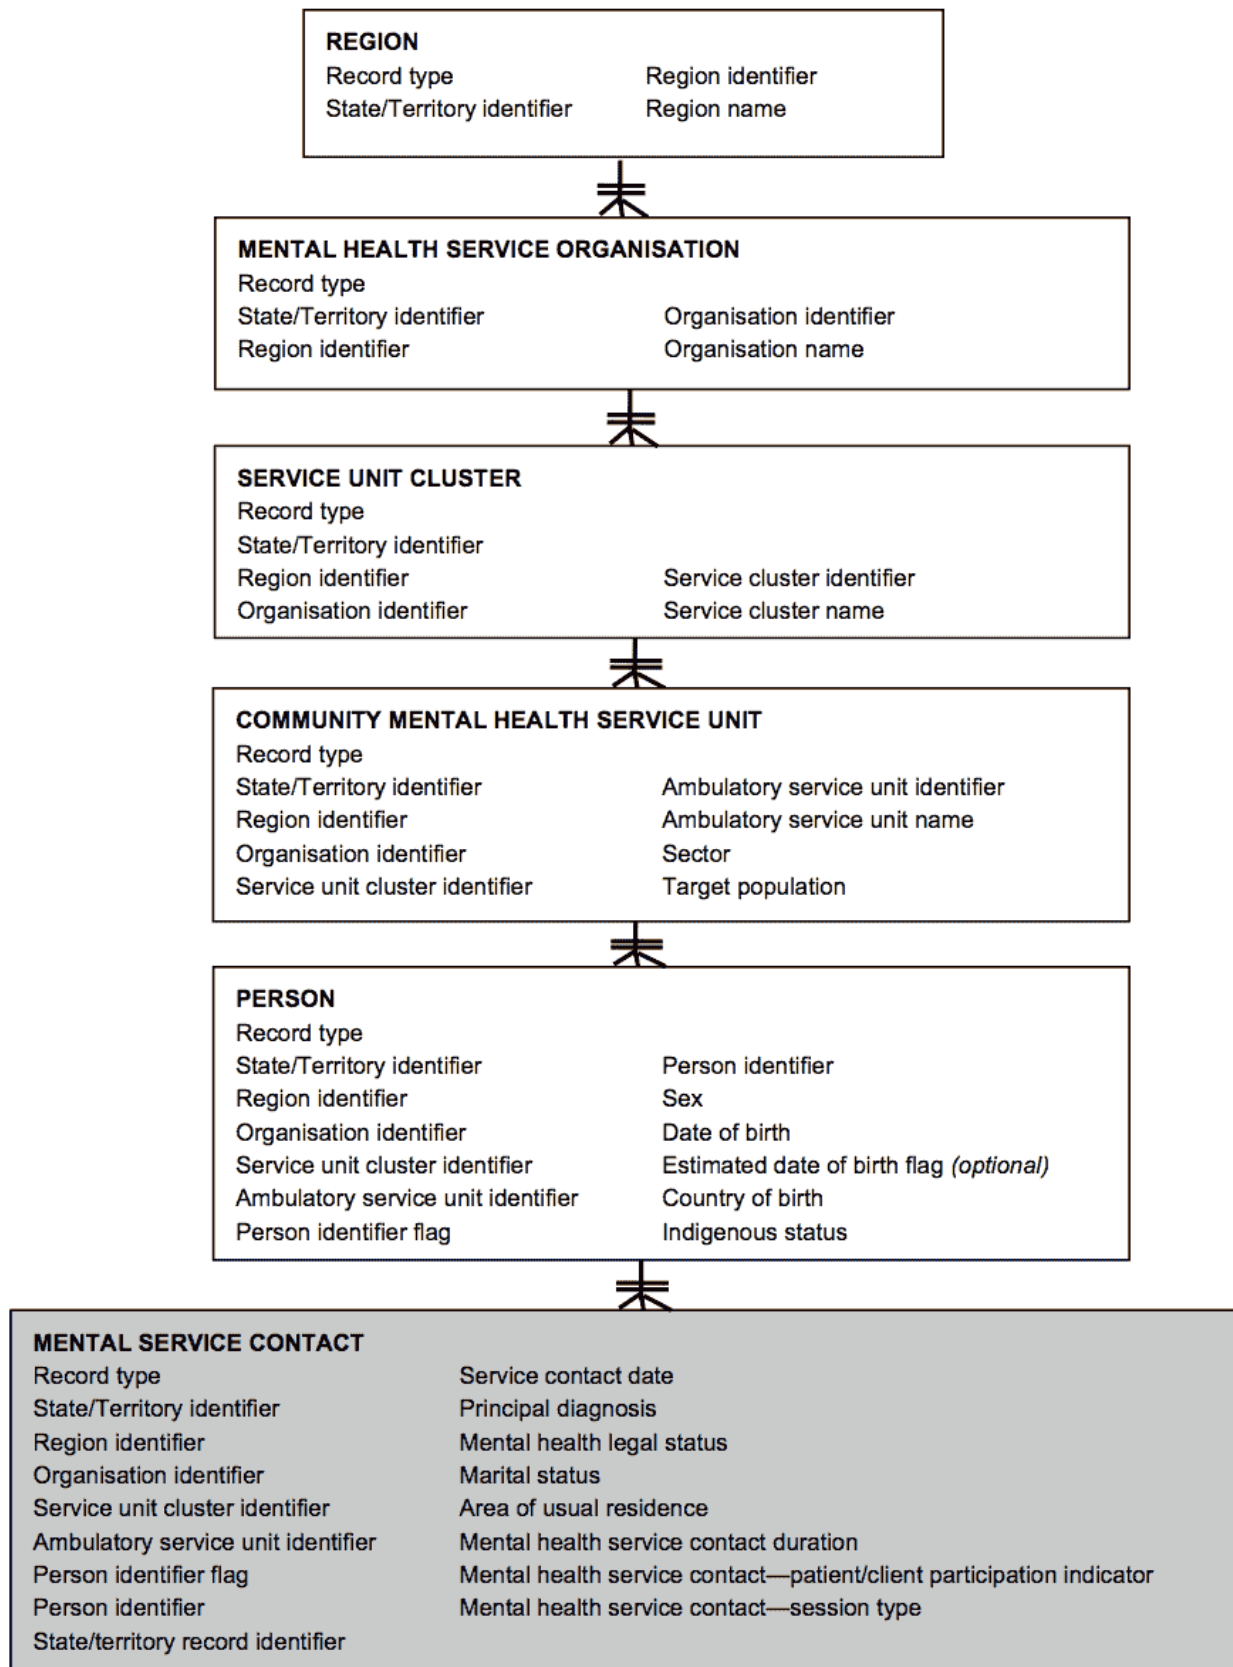 REGION
Record type Region identifier
State/Territory identifier Region name
MENTAL HEALTH SERVICE ORGANISATION
Record type
State/Territory identifier Organisation identifier
Region identifier Organisation name
SERVICE UNIT CLUSTER
Record type
State/Territory identifier
Region identifier Service cluster identifier
Organisation identifier Service cluster name
COMMUNITY MENTAL HEALTH SERVICE UNIT
Record type
State/Territory identifier Ambulatory service unit identifier
Region identifier Ambulatory service unit name
Organisation identifier Sector
Service unit cluster identifier Target population
PERSON
Record type
State/Territory identifier Person identifier
Region identifier Sex
Organisation identifier Date of birth
Service unit cluster identifier Estimated date of birth flag (optional)
Ambulatory service unit identifier Country of birth
Person identifier flag Indigenous status
MENTAL SERVICE CONTACT
Record type Service contact date
State/Territory identifier Principal diagnosis
Region identifier Mental health legal status
Organisation identifier Marital status
Service unit cluster identifier Area of usual residence
Ambulatory service unit identifier Mental health service contact duration
Person identifier flag Mental health service contact—patient/client participation indicator
Person identifier Mental health service contact—session type
State/territory record identifier